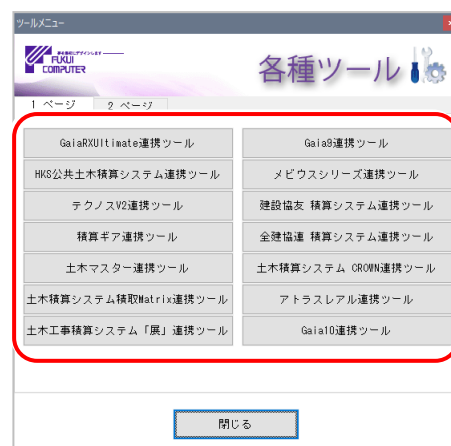 ツールメニュー
FUKUI
COMPUTER
各種ツール
1 ページ 2 ページ
GaiaRXUltimate連携ツール Gaia9連携ツール
HKS公共土木積算システム連携ツール メビウスシリーズ連携ツール
テクノスV2連携ツール 建設協友 積算システム連携ツール
積算ギア連携ツール 全建協連 積算システム連携ツール
土木マスター連携ツール 土木積算システム CROWN連携ツール
土木積算システム積取Matrix連携ツール アトラスレアル連携ツール
土木工事積算システム「展」連携ツール Gaia10連携ツール
閉じる